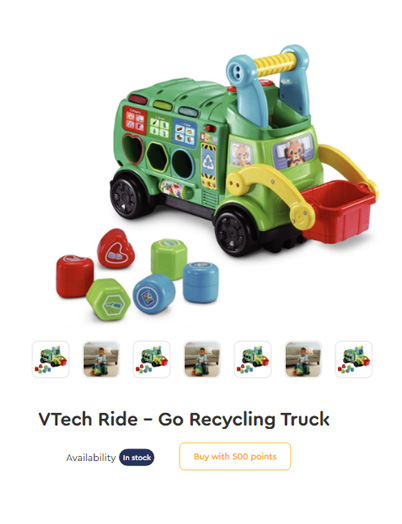 VTech Ride – Go Recycling Truck
Availability In stock
Buy with 500 points